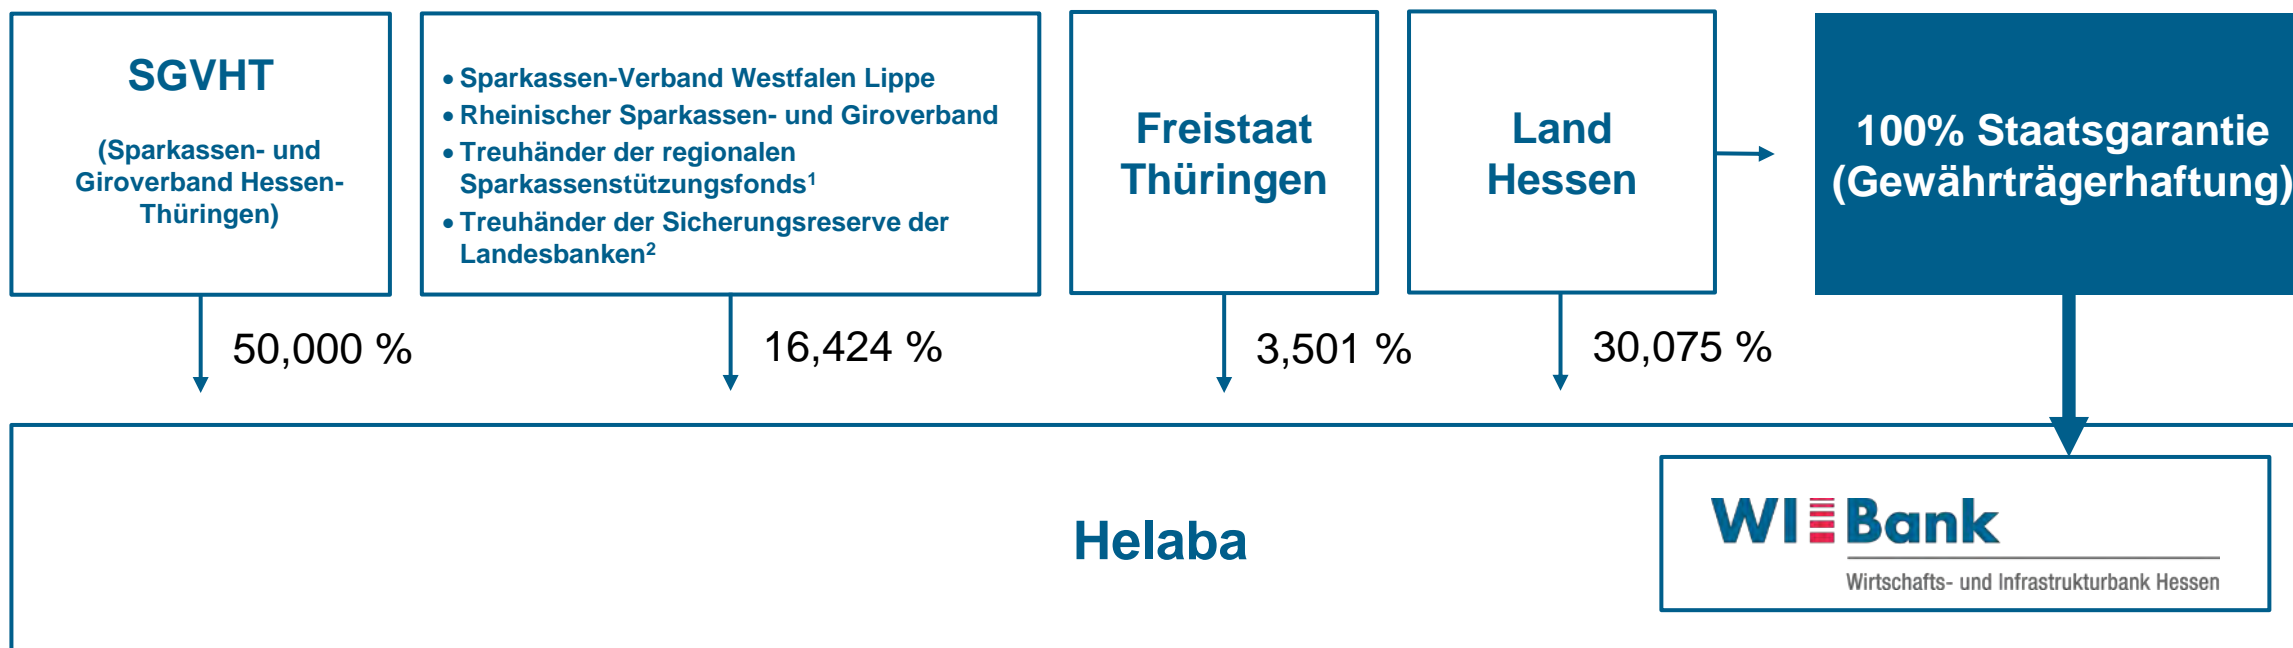 SGVHT
(Sparkassen- und
Giroverband Hessen-
Thüringen)
• Sparkassen-Verband Westfalen Lippe
• Rheinischer Sparkassen- und Giroverband
• Treuhänder der regionalen
Sparkassenstützungsfonds¹
• Treuhänder der Sicherungsreserve der
Landesbanken²
Freistaat
Thüringen
Land
Hessen
100% Staatsgarantie
(Gewährträgerhaftung)
50,000 %
16,424 %
3,501 %
30,075 %
Helaba
WIBank
Wirtschafts- und Infrastrukturbank Hessen